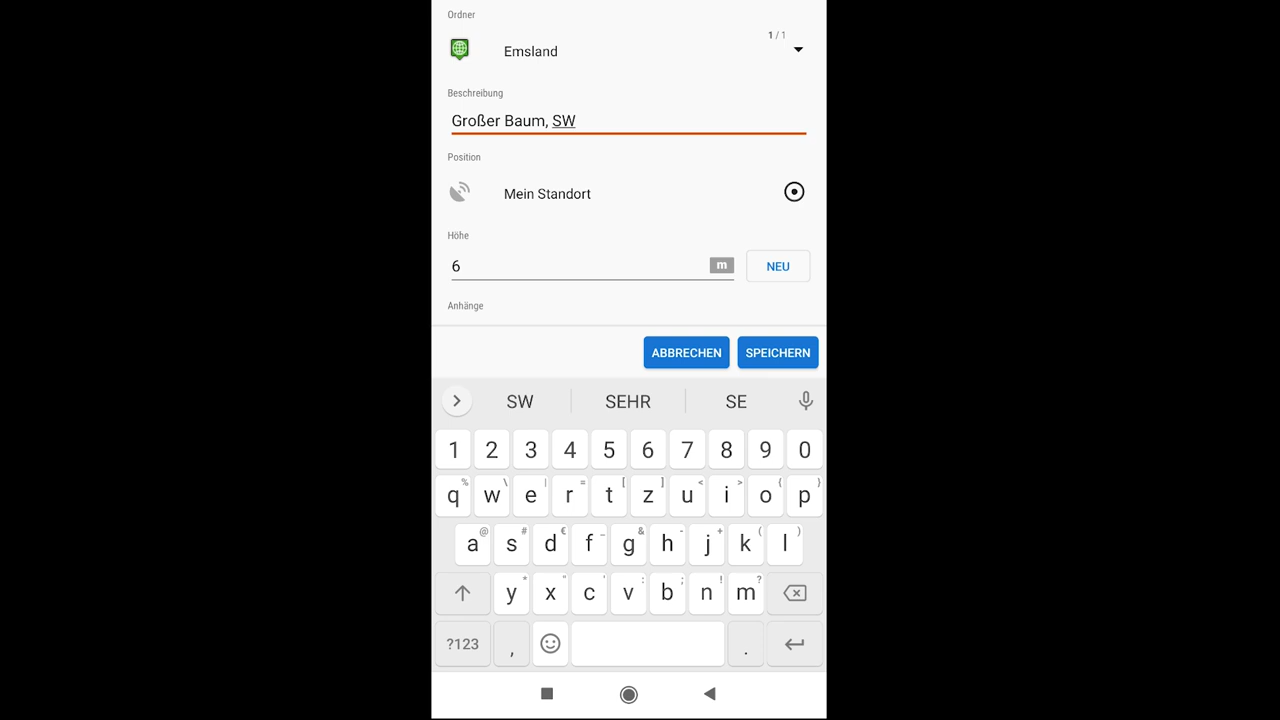 Ordner
1 / 1
Emsland
Beschreibung
Großer Baum, SW
Position
Mein Standort
Höhe
6 m NEU
Anhänge
ABBRECHEN SPEICHERN
SW SEHR SE
1 2 3 4 5 6 7 8 9 0
% \ | = [ ] < > { }
q w e r t z u i o p
@ # € _ & - + ( )
a s d f g h j k l
* " ' : ; ! ?
y x c v b n m
?123 , .